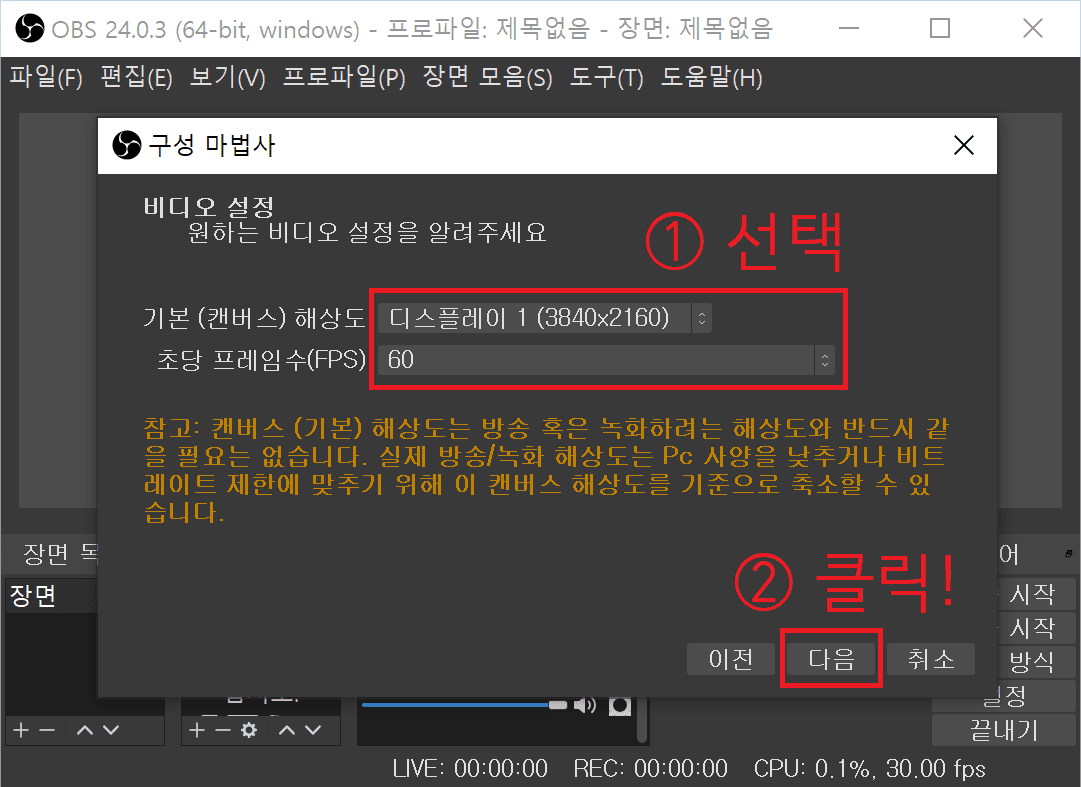 OBS 24.0.3 (64-bit, windows) - 프로파일: 제목없음 - 장면: 제목없음
파일(F) 편집(E) 보기(V) 프로파일(P) 장면 모음(S) 도구(T) 도움말(H)
구성 마법사
비디오 설정
원하는 비디오 설정을 알려주세요
① 선택
기본 (캔버스) 해상도 디스플레이 1 (3840x2160)
초당 프레임수(FPS) 60
참고: 캔버스 (기본) 해상도는 방송 혹은 녹화하려는 해상도와 반드시 같
을 필요는 없습니다. 실제 방송/녹화 해상도는 Pc 사양을 낮추거나 비트
레이트 제한에 맞추기 위해 이 캔버스 해상도를 기준으로 축소할 수 있
습니다.
② 클릭!
이전 다음 취소
장면 목
어
장면
시작
시작
방식
설정
끝내기
LIVE: 00:00:00 REC: 00:00:00 CPU: 0.1%, 30.00 fps